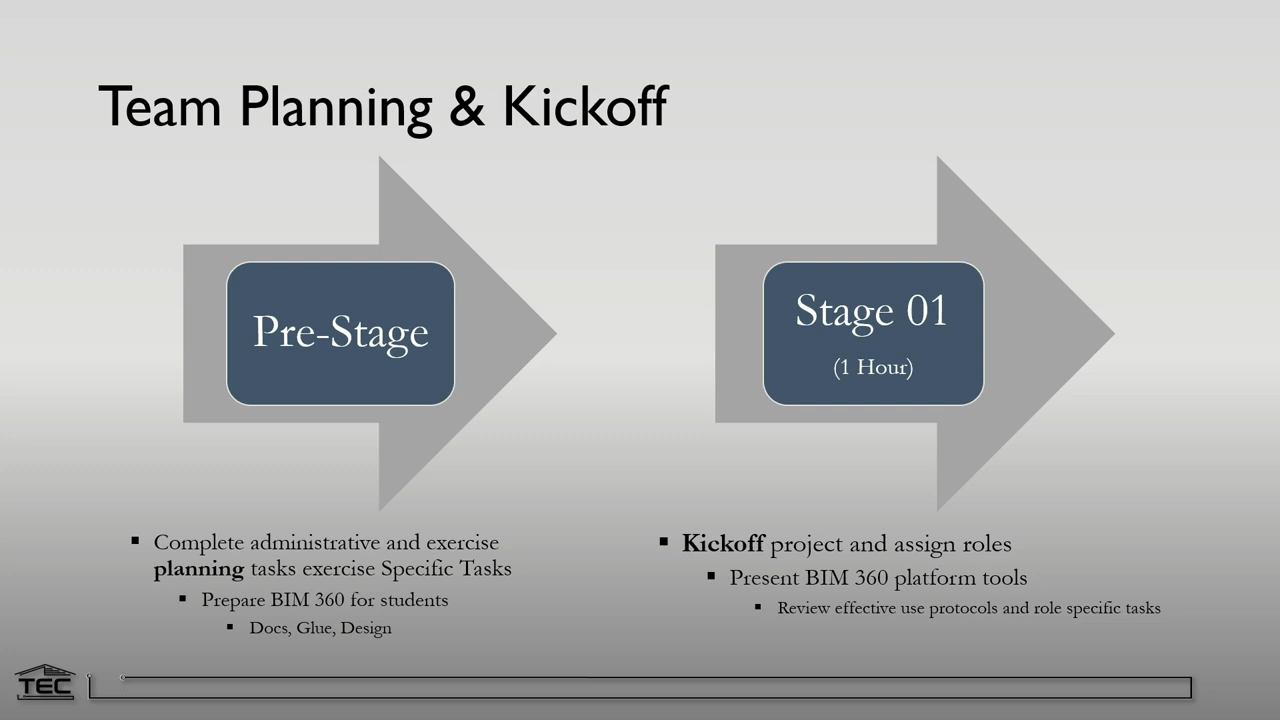 Team Planning & Kickoff
Pre-Stage
Stage 01
(1 Hour)
Complete administrative and exercise
planning tasks exercise Specific Tasks
Prepare BIM 360 for students
Docs, Glue, Design
Kickoff project and assign roles
Present BIM 360 platform tools
Review effective use protocols and role specific tasks
TEC